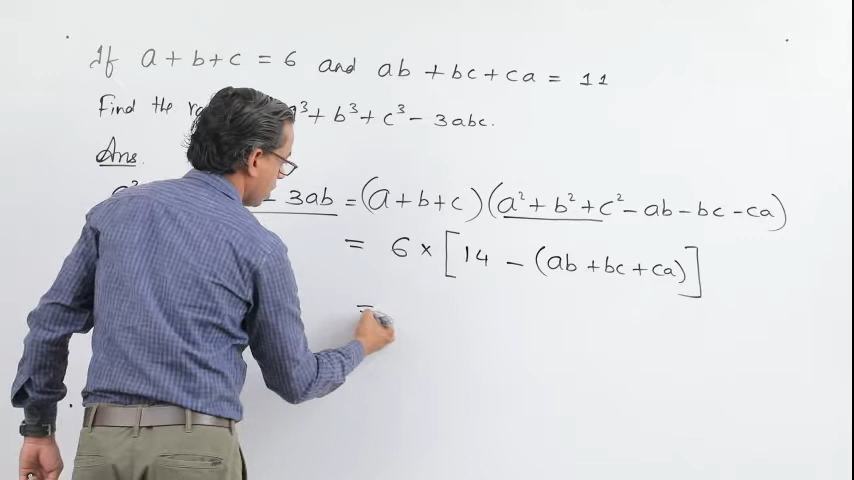 If a + b + c = 6 and ab + bc + ca = 11
Find the a³ + b³ + c³ - 3abc.
Ans.
- 3ab = (a + b + c) (a² + b² + c² - ab - bc - ca)
= 6 × [14 - (ab + bc + ca)]
=